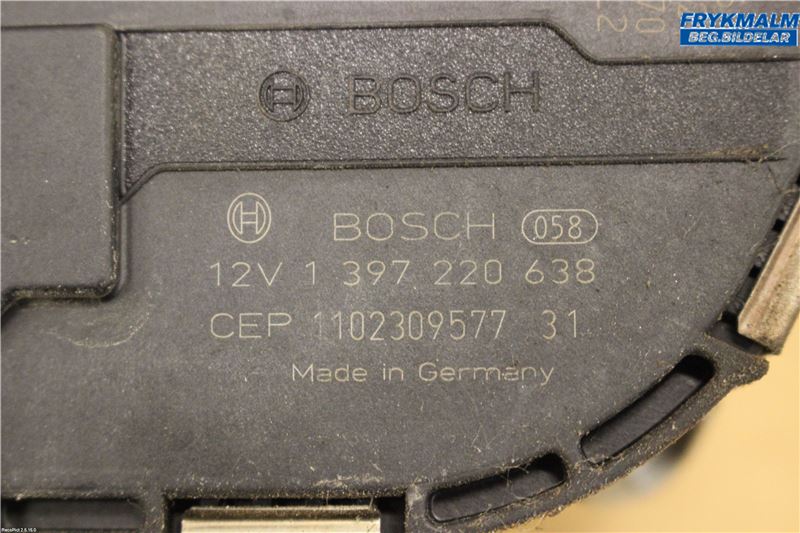 FRYKMALM
BEG.BILDELAR
BOSCH
BOSCH 058
12V 1 397 220 638
CEP 1102309577 31
Made in Germany